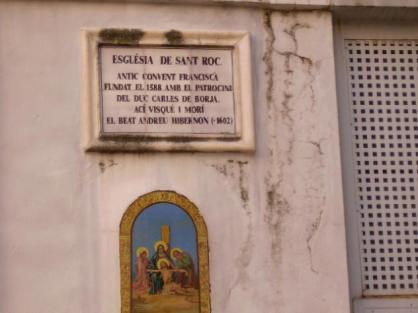 ESGLÉSIA DE SANT ROC.
ANTIC CONVENT FRANCISCÀ
FUNDAT EL 1588 AMB EL PATROCINI
DEL DUC CARLES DE BORJA.
ACÍ VISQUÉ I MORÍ
EL BEAT ANDREU HIBERNON (-1602)